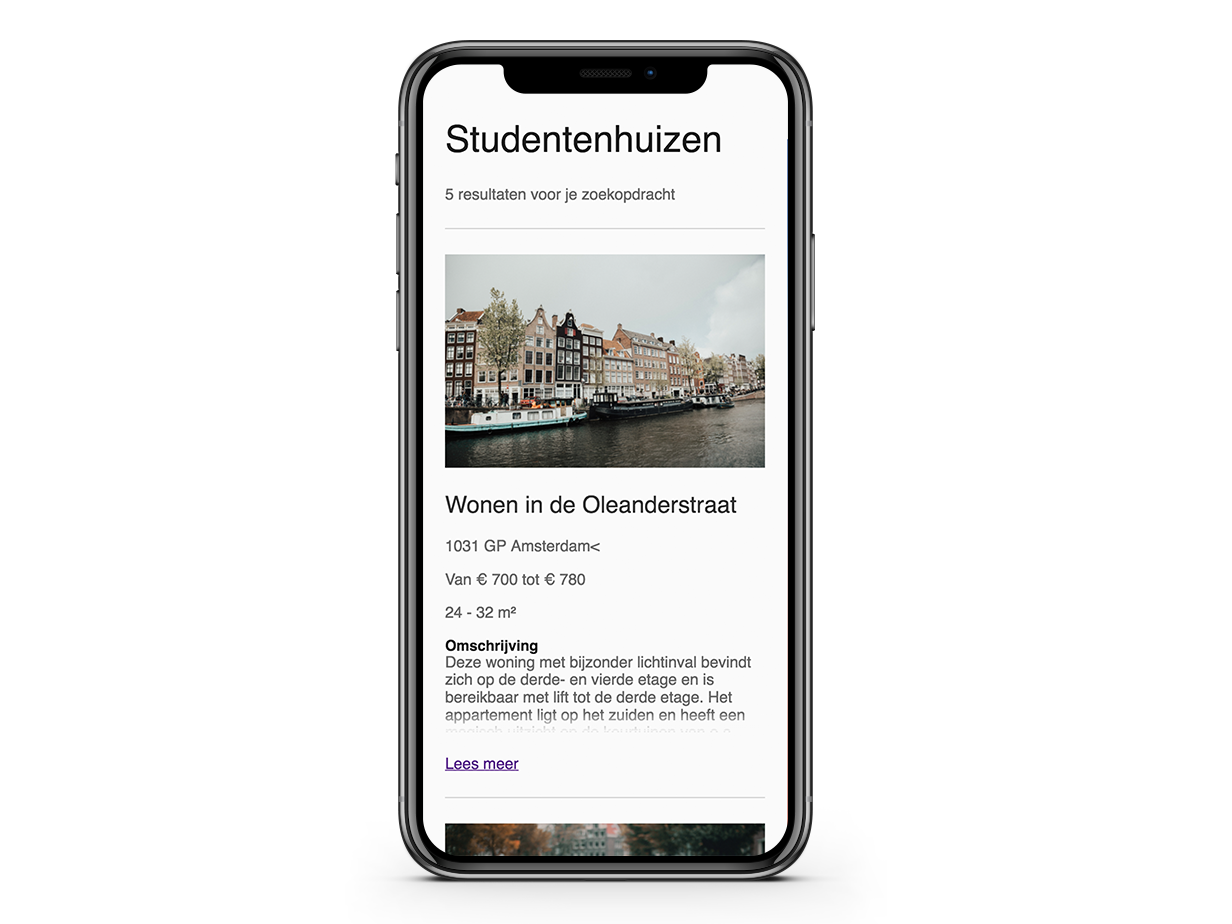 Studentenhuizen
5 resultaten voor je zoekopdracht
Wonen in de Oleanderstraat
1031 GP Amsterdam<
Van € 700 tot € 780
24 - 32 m²
Omschrijving
Deze woning met bijzonder lichtinval bevindt
zich op de derde- en vierde etage en is
bereikbaar met lift tot de derde etage. Het
appartement ligt op het zuiden en heeft een
Lees meer